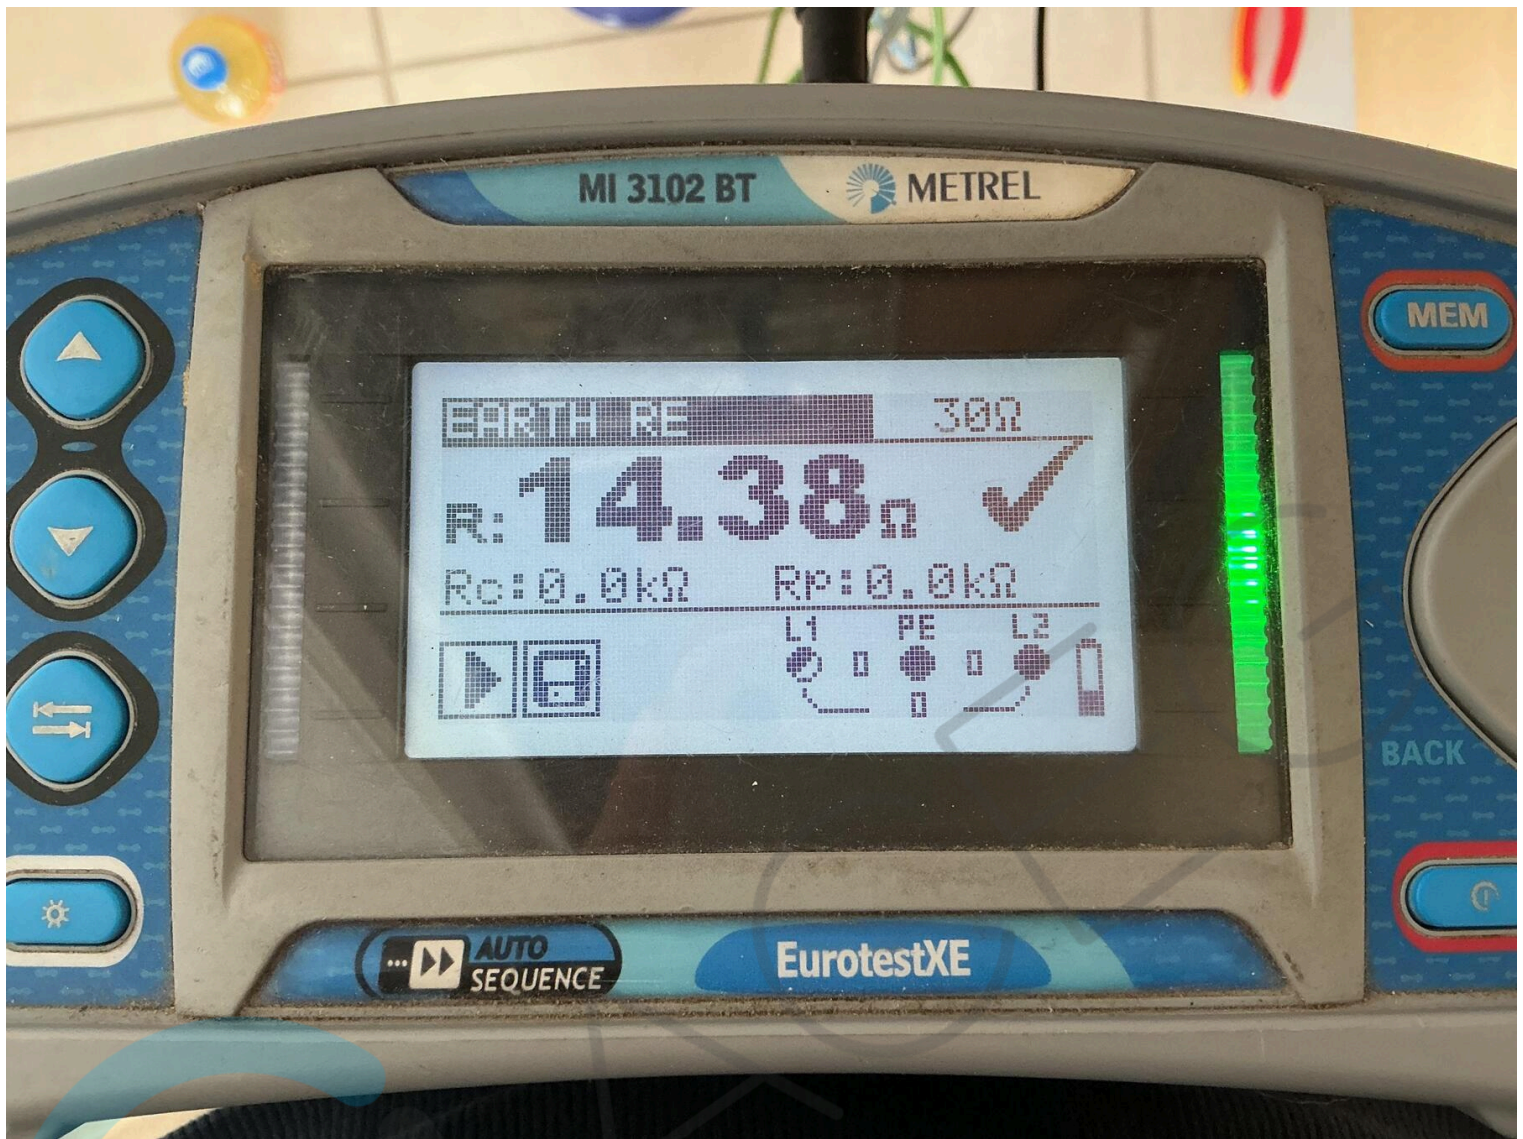 MI 3102 BT METREL
MEM
EARTH RE 30Ω
R:14.38Ω
Rc:0.0kΩ Rp:0.0kΩ
L1 PE L2
BACK
AUTO
SEQUENCE
EurotestXE